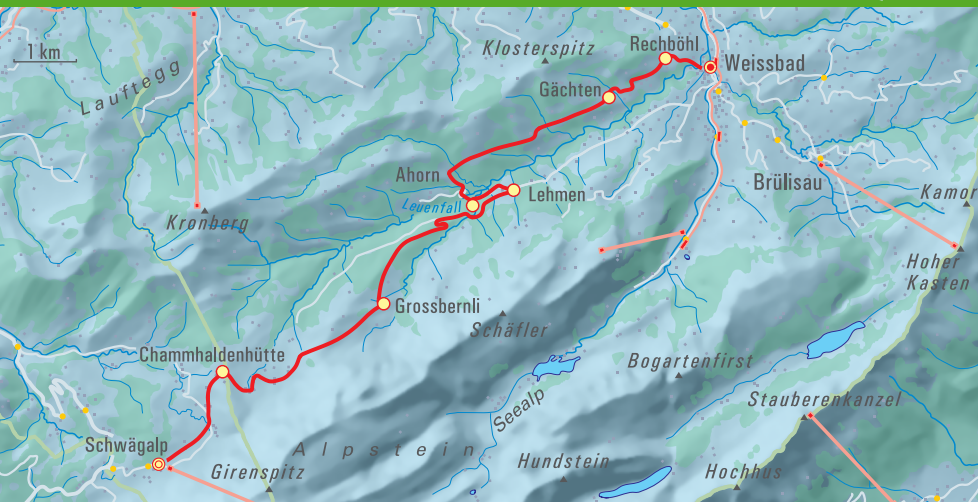 1 km
Lauftegg
Klosterspitz
Rechböhl
Weissbad
Gächten
Ahorn
Leuenfall
Lehmen
Brülisau
Kamor
Kronberg
Hoher
Kasten
Grossbernli
Schäfler
Chammhaldenhütte
Bogartenfirst
Seealp
Stauberenkanzel
Schwägalp
Alpstein
Girenspitz
Hundstein
Hochhus